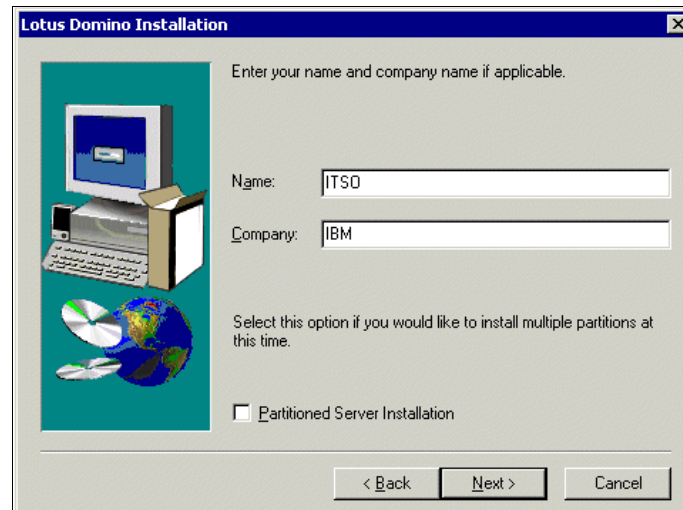 Lotus Domino Installation
Enter your name and company name if applicable.
Name: ITSO
Company: IBM
Select this option if you would like to install multiple partitions at
this time.
Partitioned Server Installation
< Back Next > Cancel